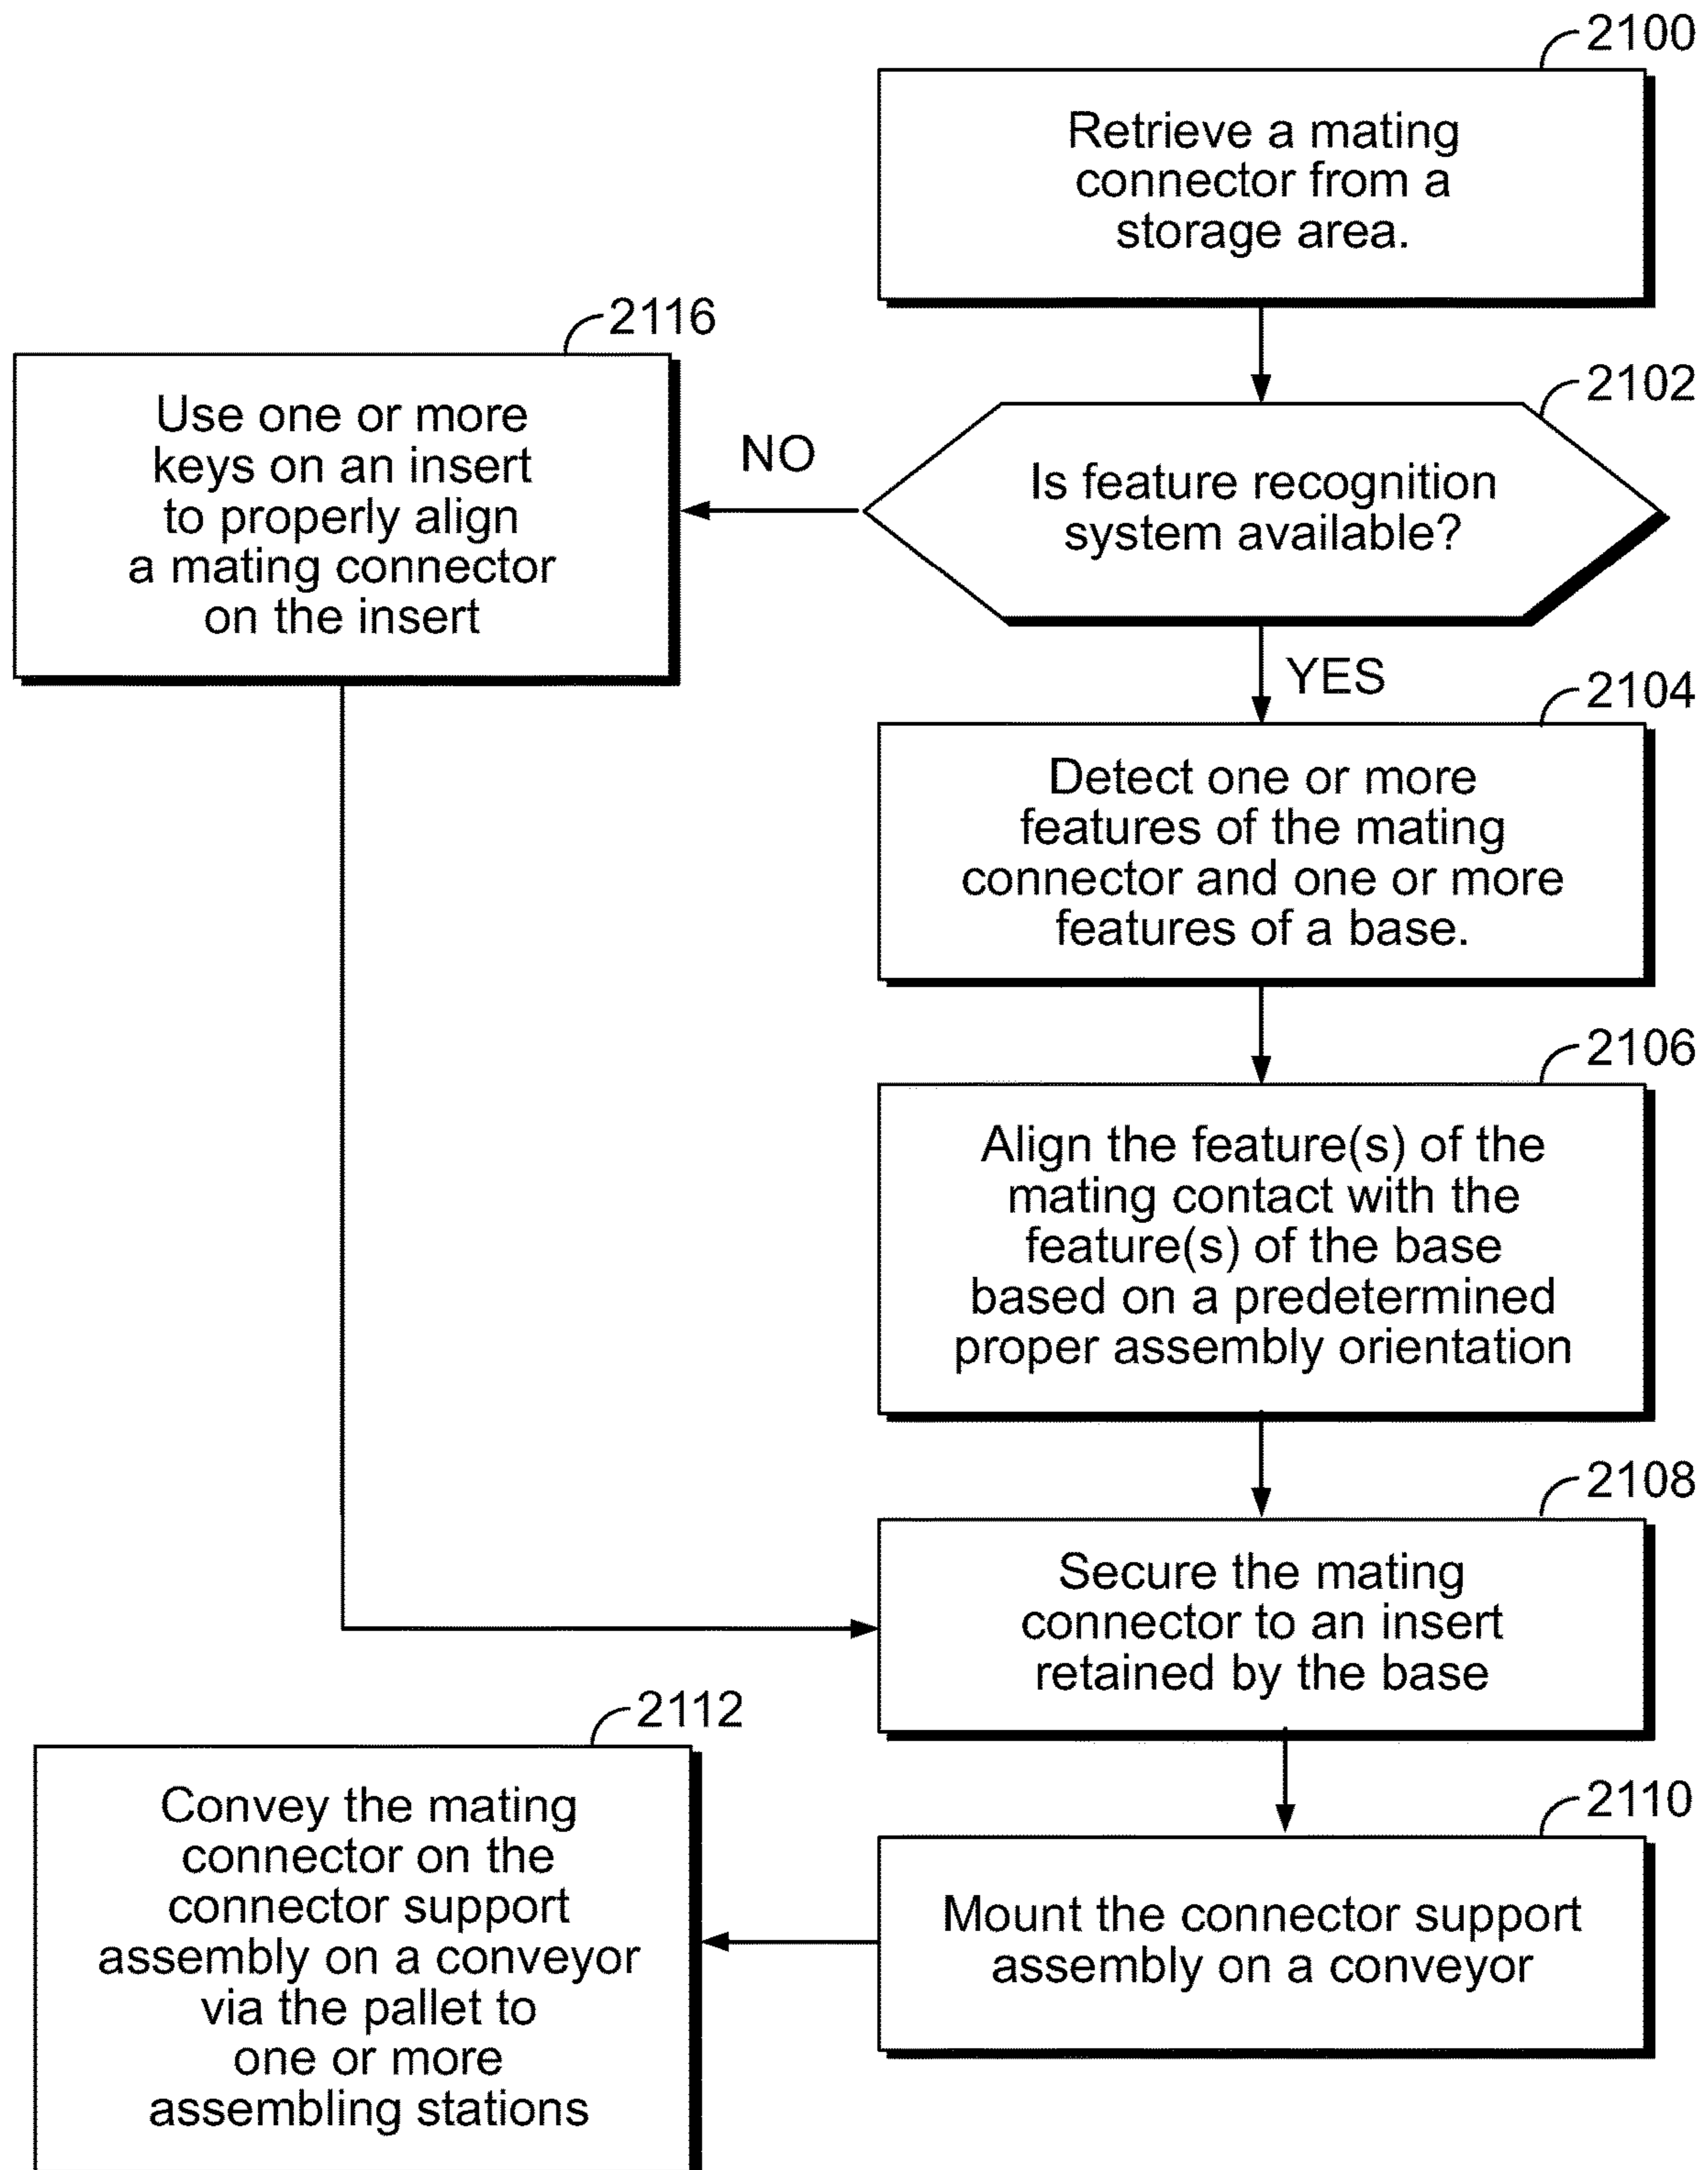 2100
Retrieve a mating
connector from a
storage area.
2102
Is feature recognition
system available?
NO
2116
Use one or more
keys on an insert
to properly align
a mating connector
on the insert
YES
2104
Detect one or more
features of the mating
connector and one or more
features of a base.
2106
Align the feature(s) of the
mating contact with the
feature(s) of the base
based on a predetermined
proper assembly orientation
2108
Secure the mating
connector to an insert
retained by the base
2110
Mount the connector support
assembly on a conveyor
2112
Convey the mating
connector on the
connector support
assembly on a conveyor
via the pallet to
one or more
assembling stations